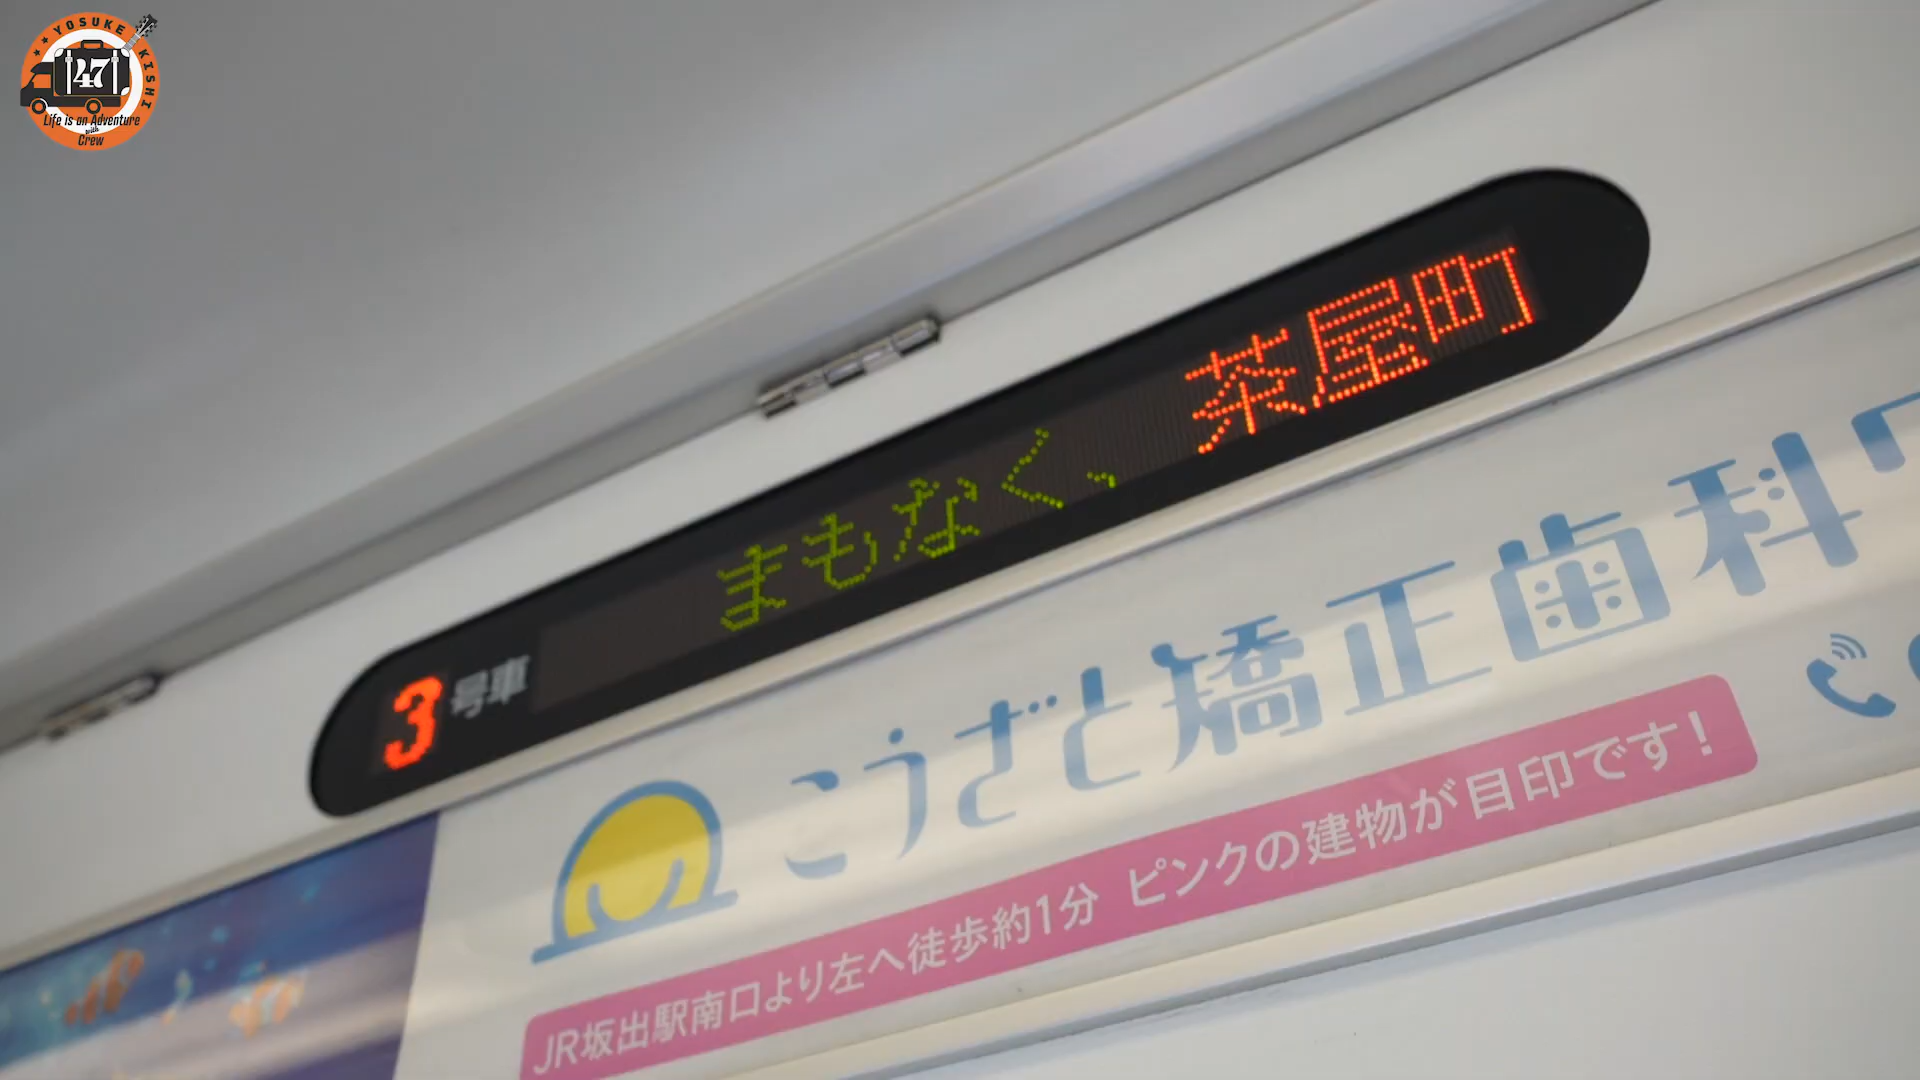 YOSUKE KISHI
47
Life is an Adventure
with
Crew
まもなく、 茶屋町
3号車
こうざと矯正歯科
JR坂出駅南口より左へ徒歩約1分 ピンクの建物が目印です!